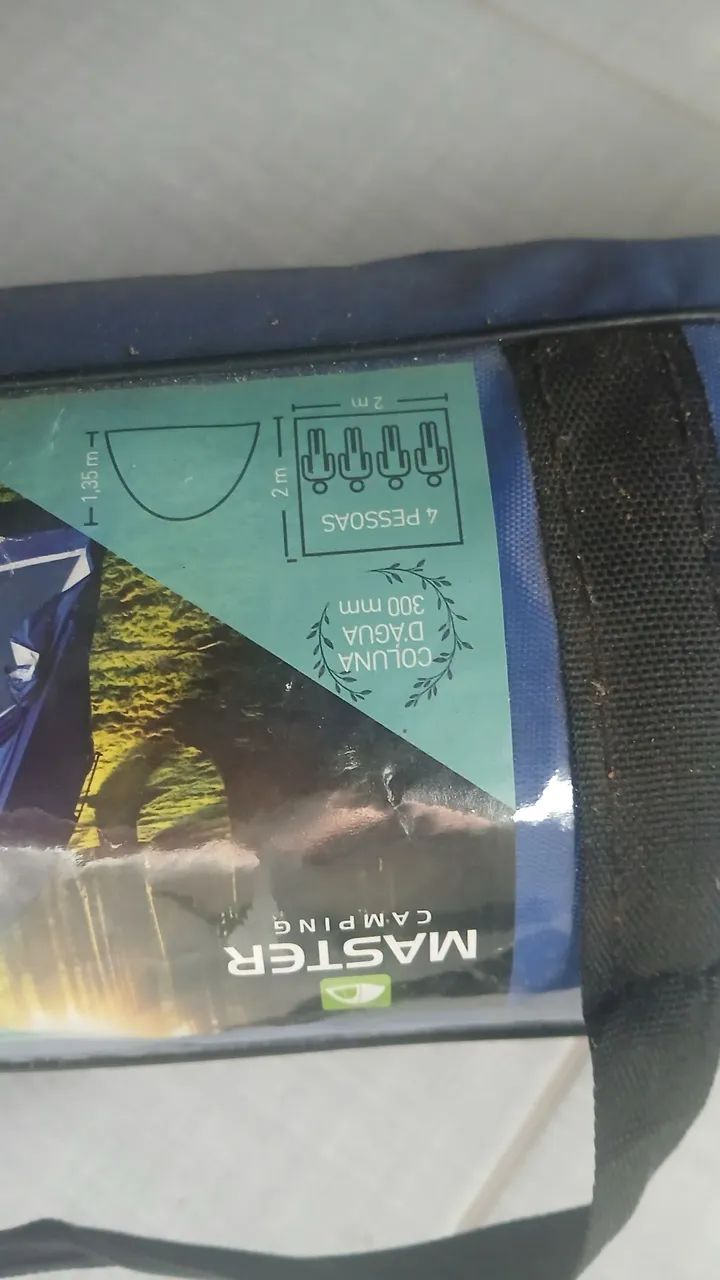 MASTER
CAMPING
COLUNA
D'ÁGUA
300 mm
4 PESSOAS
2 m
2 m
1,35 m